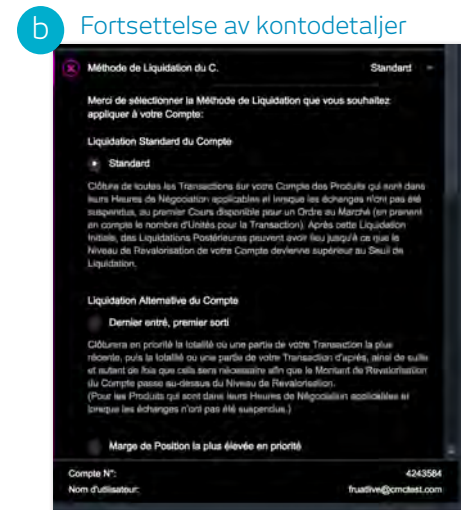 b Fortsettelse av kontodetaljer
Méthode de Liquidation du C. Standard
Merci de sélectionner la Méthode de Liquidation que vous souhaitez
appliquer à votre Compte:
Liquidation Standard du Compte
Standard
Clôture de toutes les Transactions sur votre Compte des Produits qui sont dans
leurs Heures de Négociation applicables et lorsque les échanges n'ont pas été
suspendus, au premier Cours disponible pour un Ordre au Marché (en prenant
en compte le nombre d'Unités pour la Transaction). Après cette Liquidation
Initiale, des Liquidations Postérieures peuvent avoir lieu jusqu'à ce que le
Niveau de Revalorisation de votre Compte devienne supérieur au Seuil de
Liquidation.
Liquidation Alternative du Compte
Dernier entré, premier sorti
Clôturera en priorité la totalité ou une partie de votre Transaction la plus
récente, puis la totalité ou une partie de votre Transaction d'après, ainsi de suite
et autant de fois que cela sera nécessaire afin que le Montant de Revalorisation
du Compte passe au-dessus du Niveau de Revalorisation.
(Pour les Produits qui sont dans leurs Heures de Négociation applicables et
lorsque les échanges n'ont pas été suspendus.)
Marge de Position la plus élevée en priorité
Compte N°: 4243584
Nom d'utilisateur: fruative@cmctest.com